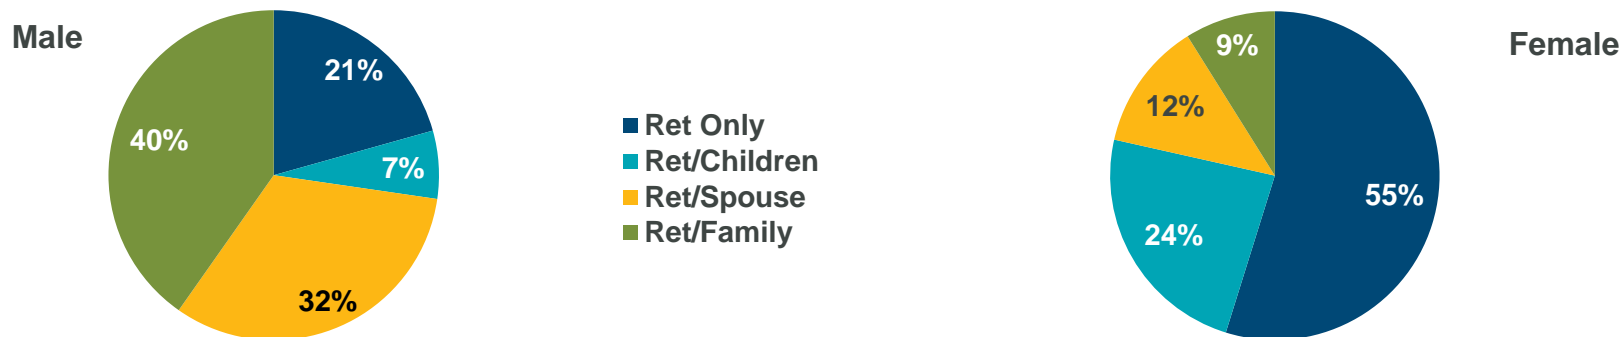 Male
21%
7%
32%
40%
Ret Only
Ret/Children
Ret/Spouse
Ret/Family
Female
9%
12%
24%
55%